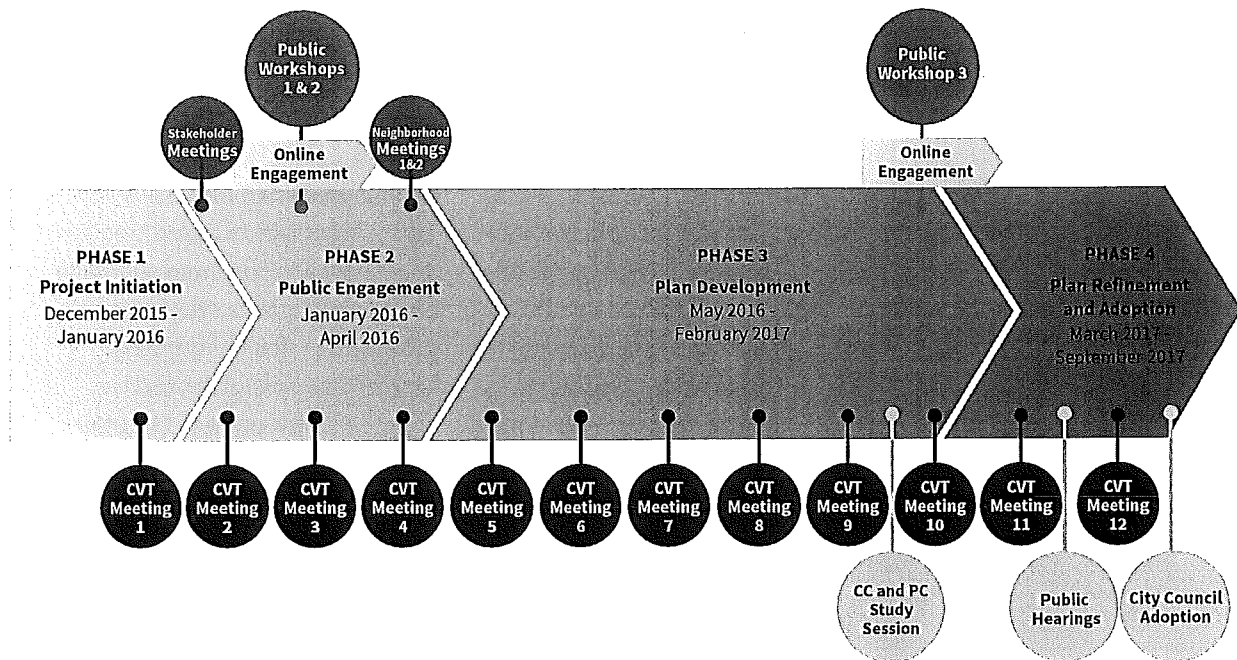 Public
Workshops
1 & 2
Public
Workshop 3
Stakeholder
Meetings
Neighborhood
Meetings
1&2
Online
Engagement
Online
Engagement
PHASE 1
Project Initiation
December 2015 -
January 2016
PHASE 2
Public Engagement
January 2016 -
April 2016
PHASE 3
Plan Development
May 2016 -
February 2017
PHASE 4
Plan Refinement
and Adoption
March 2017 -
September 2017
CVT
Meeting
1
CVT
Meeting
2
CVT
Meeting
3
CVT
Meeting
4
CVT
Meeting
5
CVT
Meeting
6
CVT
Meeting
7
CVT
Meeting
8
CVT
Meeting
9
CVT
Meeting
10
CVT
Meeting
11
CVT
Meeting
12
CC and PC
Study
Session
Public
Hearings
City Council
Adoption